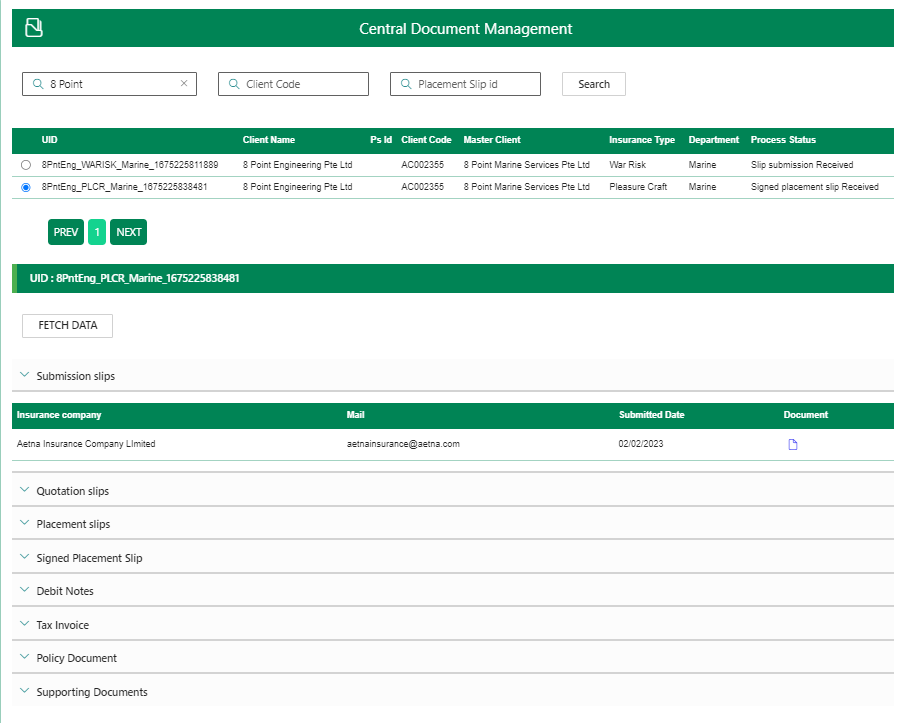 Central Document Management
8 Point × Client Code Placement Slip id Search
UID Client Name Ps Id Client Code Master Client Insurance Type Department Process Status
8PntEng_WARISK_Marine_1675225811889 8 Point Engineering Pte Ltd AC002355 8 Point Marine Services Pte Ltd War Risk Marine Slip submission Received
8PntEng_PLCR_Marine_1675225838481 8 Point Engineering Pte Ltd AC002355 8 Point Marine Services Pte Ltd Pleasure Craft Marine Signed placement slip Received
PREV 1 NEXT
UID : 8PntEng_PLCR_Marine_1675225838481
FETCH DATA
Submission slips
Insurance company Mail Submitted Date Document
Aetna Insurance Company LImited aetnainsurance@aetna.com 02/02/2023
Quotation slips
Placement slips
Signed Placement Slip
Debit Notes
Tax Invoice
Policy Document
Supporting Documents